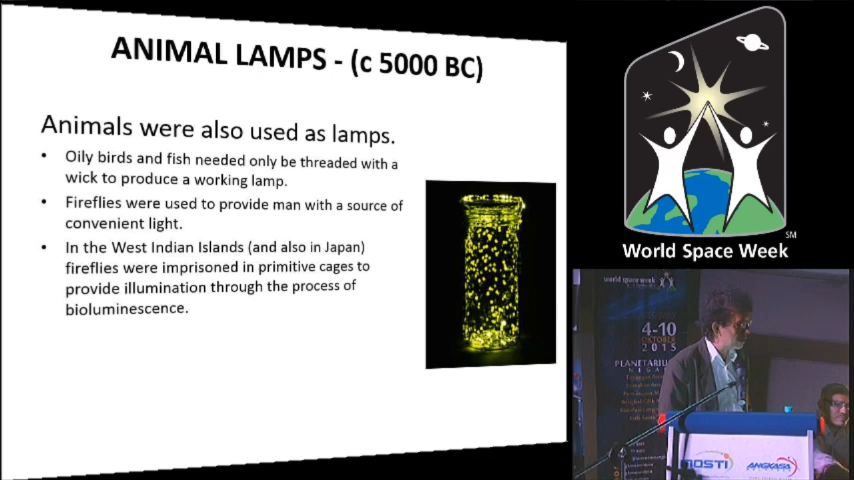 ANIMAL LAMPS - (c 5000 BC)
Animals were also used as lamps.
• Oily birds and fish needed only be threaded with a
wick to produce a working lamp.
• Fireflies were used to provide man with a source of
convenient light.
• In the West Indian Islands (and also in Japan)
fireflies were imprisoned in primitive cages to
provide illumination through the process of
bioluminescence.
SM
World Space Week
world space week
4-10
OKTOBER
2015
PLANETARIUM
NEGARA
MOSTI
ANGKASA